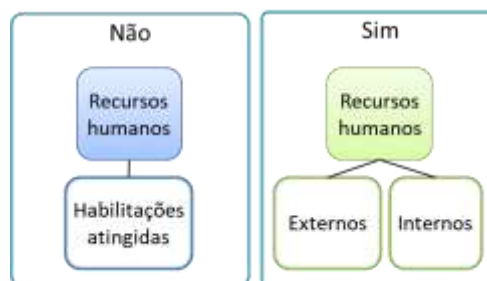 Não
Recursos
humanos
Habilitações
atingidas
Sim
Recursos
humanos
Externos
Internos